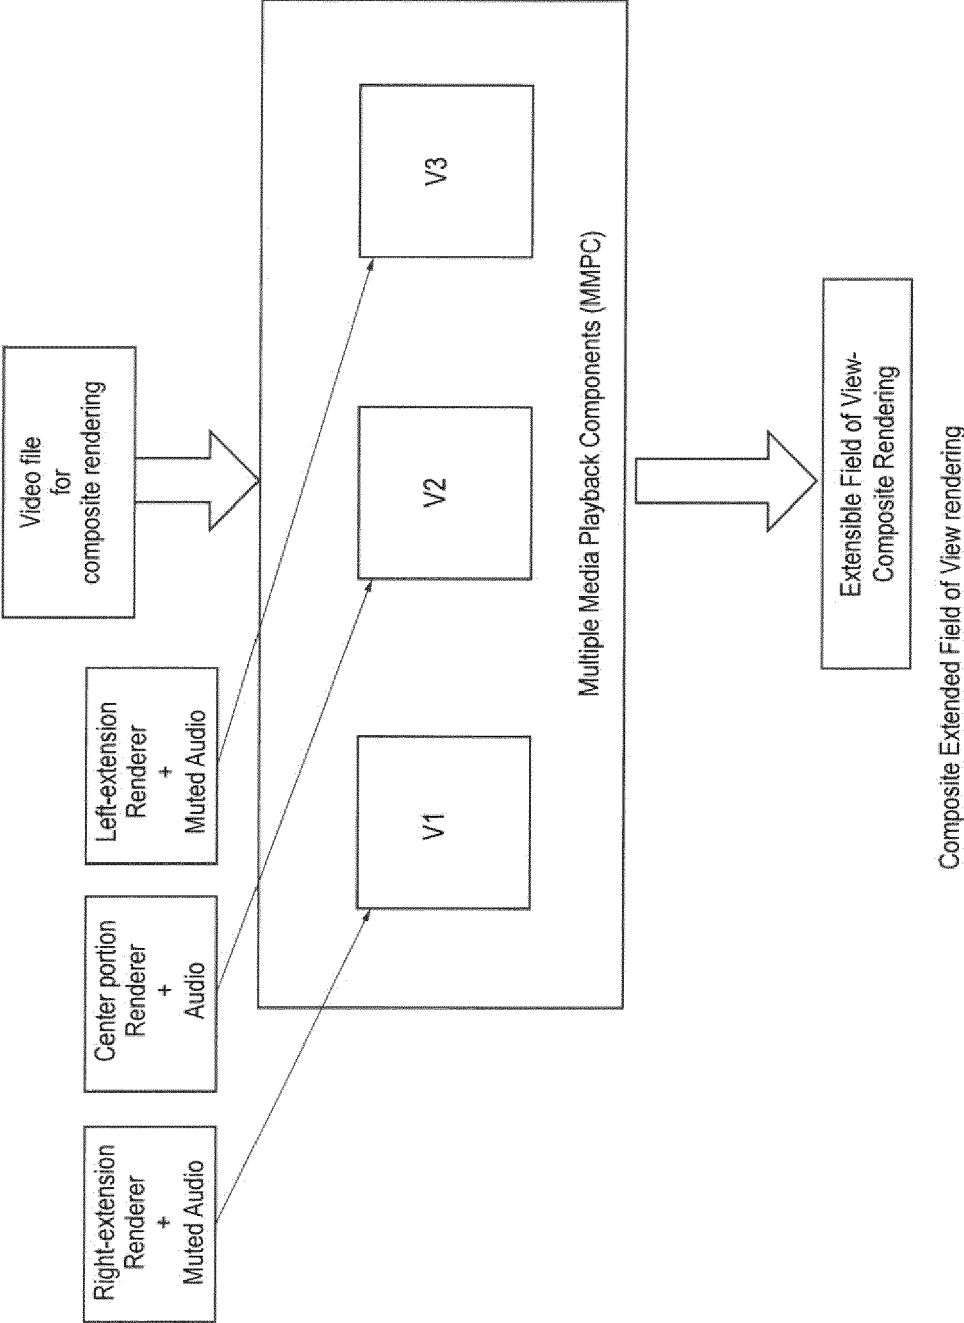 Right-extension
Renderer
+
Muted Audio
Center portion
Renderer
+
Audio
Left-extension
Renderer
+
Muted Audio
Video file
for
composite rendering
V1
V2
V3
Multiple Media Playback Components (MMPC)
Extensible Field of View-
Composite Rendering
Composite Extended Field of View rendering